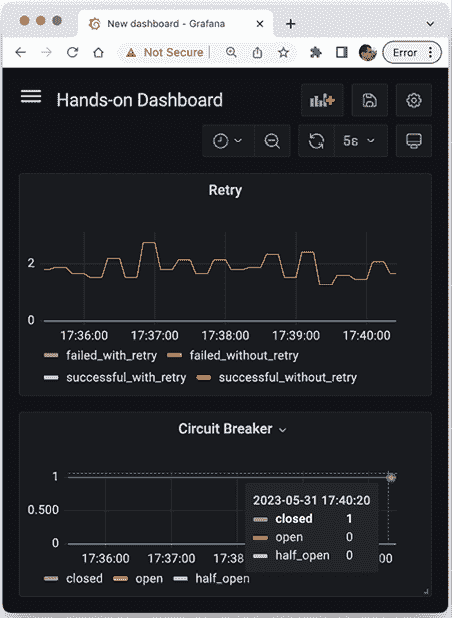 New dashboard - Grafana
Not Secure
Error
Hands-on Dashboard
5s
Retry
2
0
17:36:00 17:37:00 17:38:00 17:39:00 17:40:00
failed_with_retry failed_without_retry
successful_with_retry successful_without_retry
Circuit Breaker
1
0.500
0
2023-05-31 17:40:20
closed 1
open 0
half_open 0
17:36:00 17:37:00 17:38 :00
closed open half_open